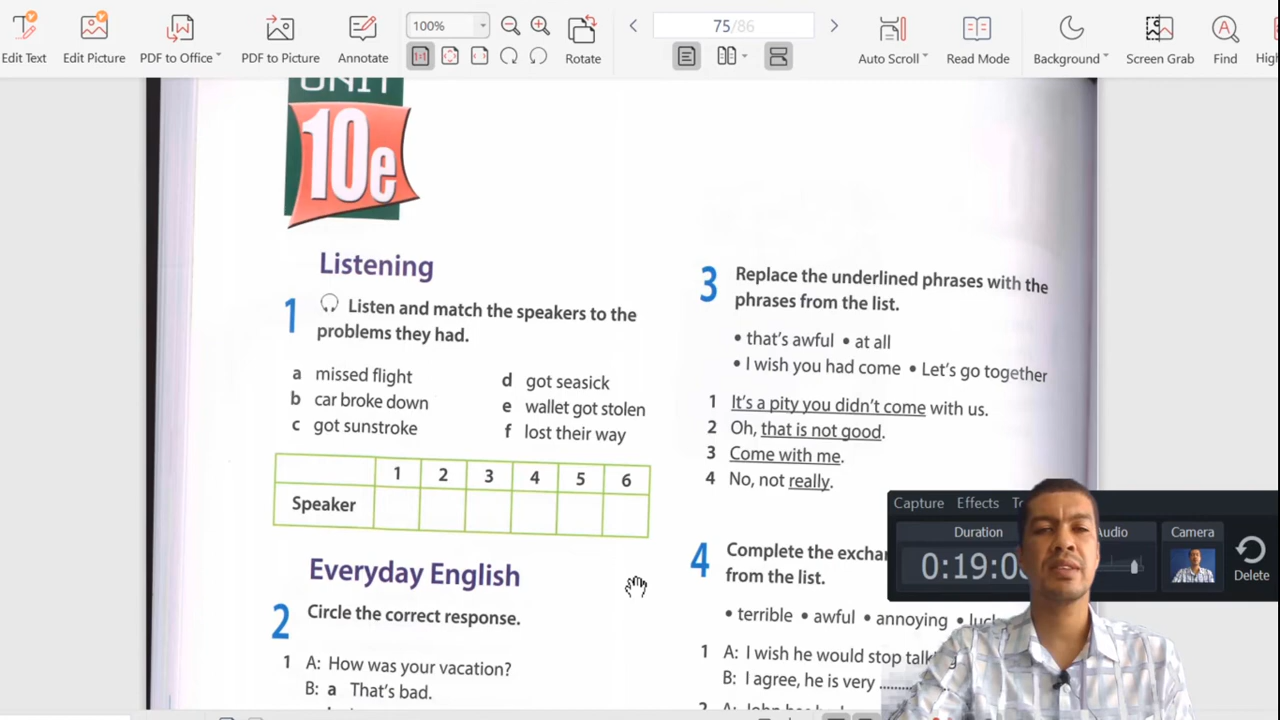 100%
75/86
Edit Text
Edit Picture
PDF to Office
PDF to Picture
Annotate
Rotate
Auto Scroll
Read Mode
Background
Screen Grab
Find
UNIT
10e
Listening
1 Listen and match the speakers to the
problems they had.
a missed flight
b car broke down
c got sunstroke
d got seasick
e wallet got stolen
f lost their way
1 2 3 4 5 6
Speaker
Everyday English
2 Circle the correct response.
1 A: How was your vacation?
B: a That's bad.
3 Replace the underlined phrases with the
phrases from the list.
• that's awful • at all
• I wish you had come • Let's go together
1 It's a pity you didn't come with us.
2 Oh, that is not good.
3 Come with me.
4 No, not really.
4 Complete the
from the list.
• terrible • awful • annoying •
1 A: I wish he would stop
B: I agree, he is very ........
Capture Effects
Duration
Camera
Delete